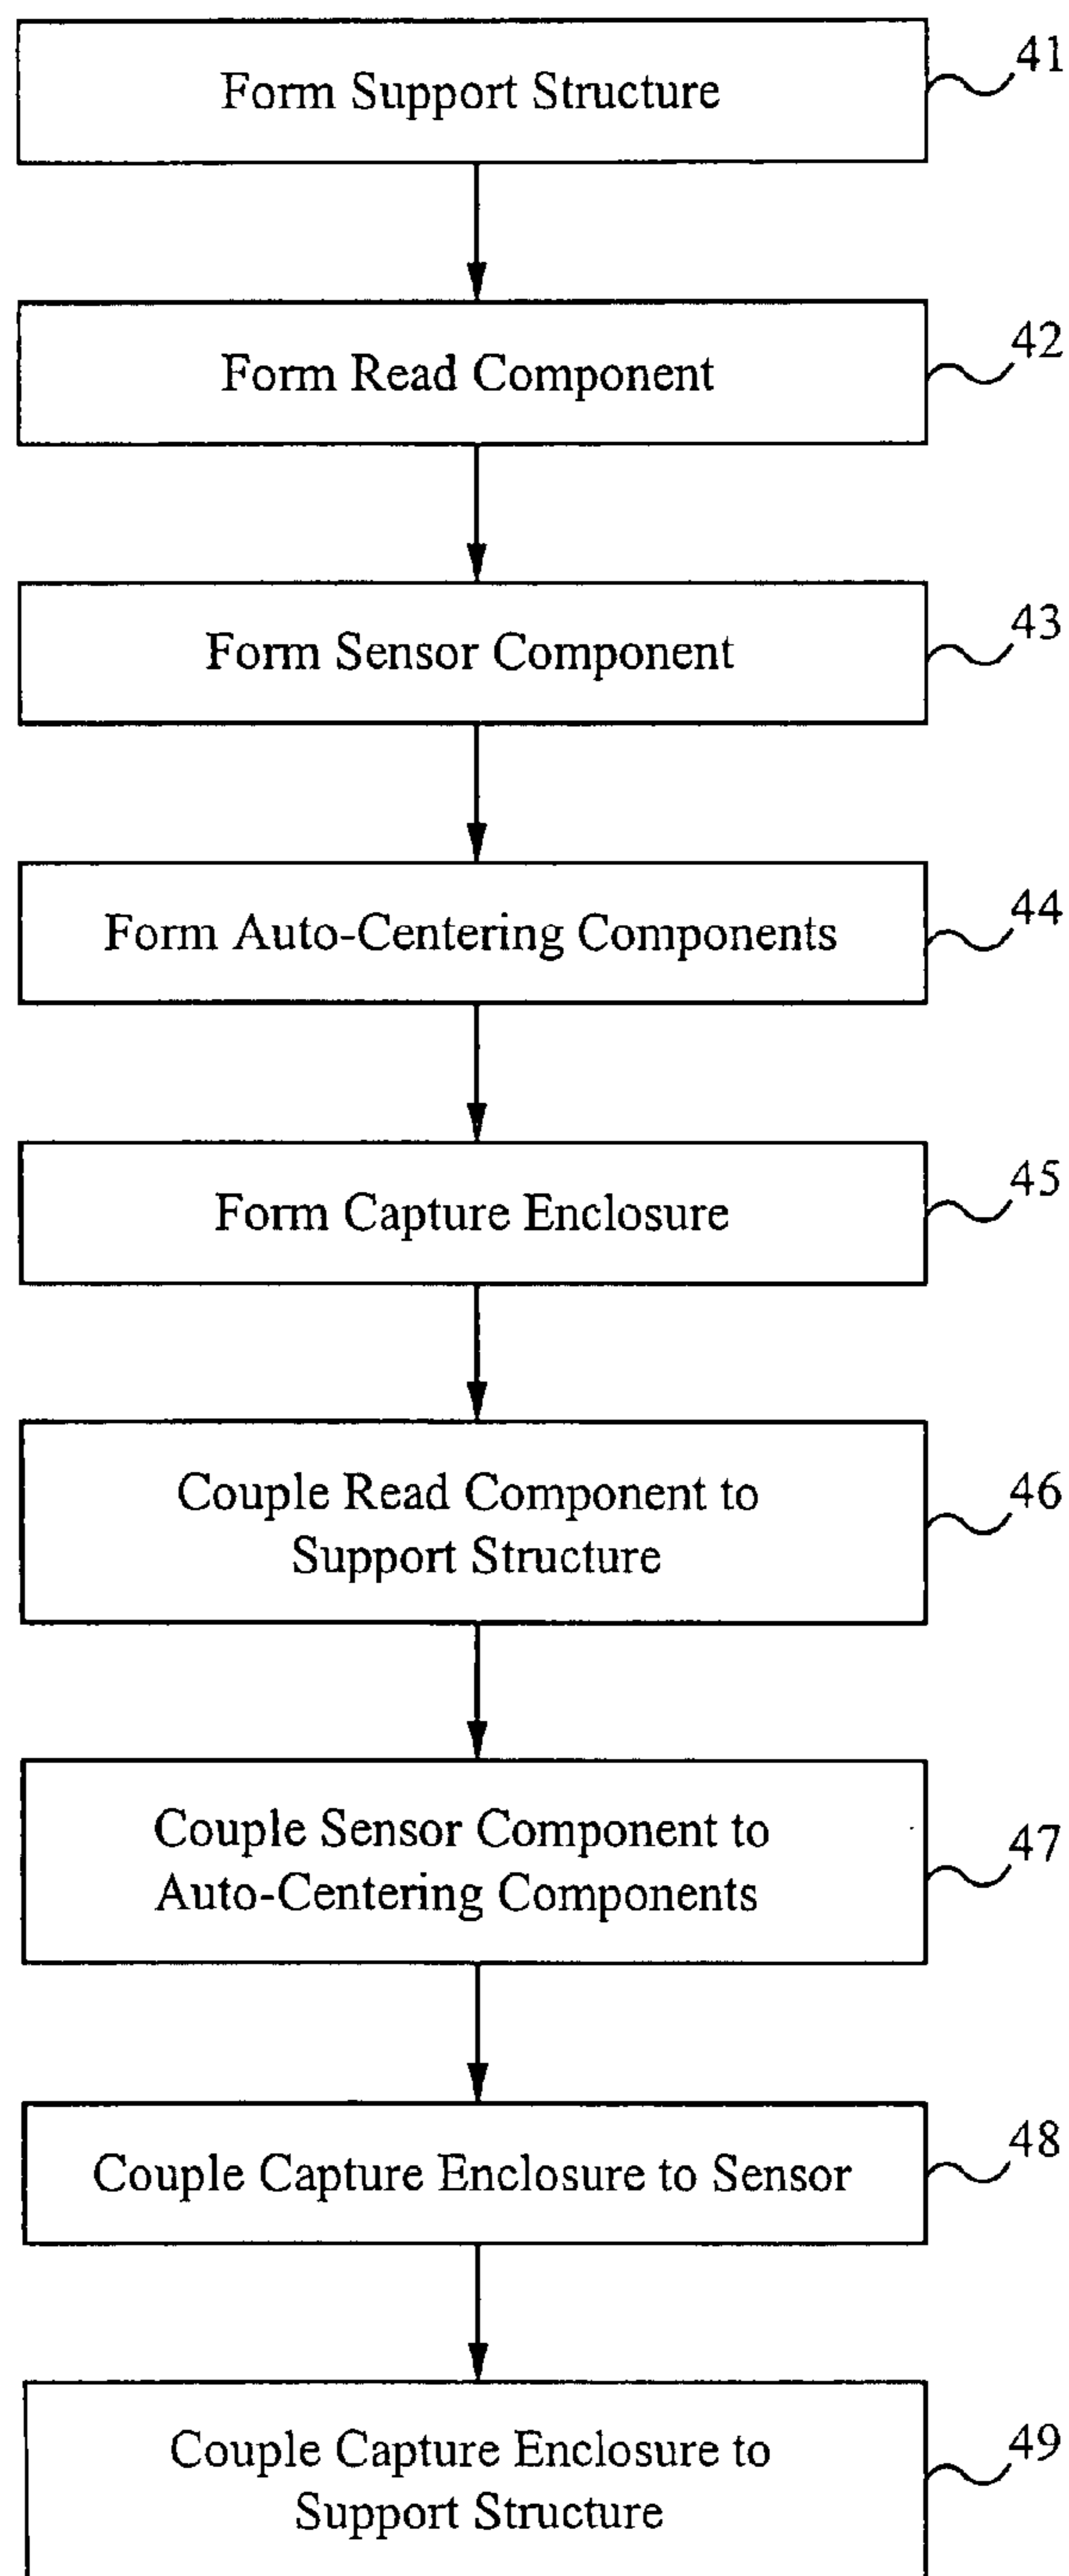 Form Support Structure
41
Form Read Component
42
Form Sensor Component
43
Form Auto-Centering Components
44
Form Capture Enclosure
45
Couple Read Component to
Support Structure
46
Couple Sensor Component to
Auto-Centering Components
47
Couple Capture Enclosure to Sensor
48
Couple Capture Enclosure to
Support Structure
49